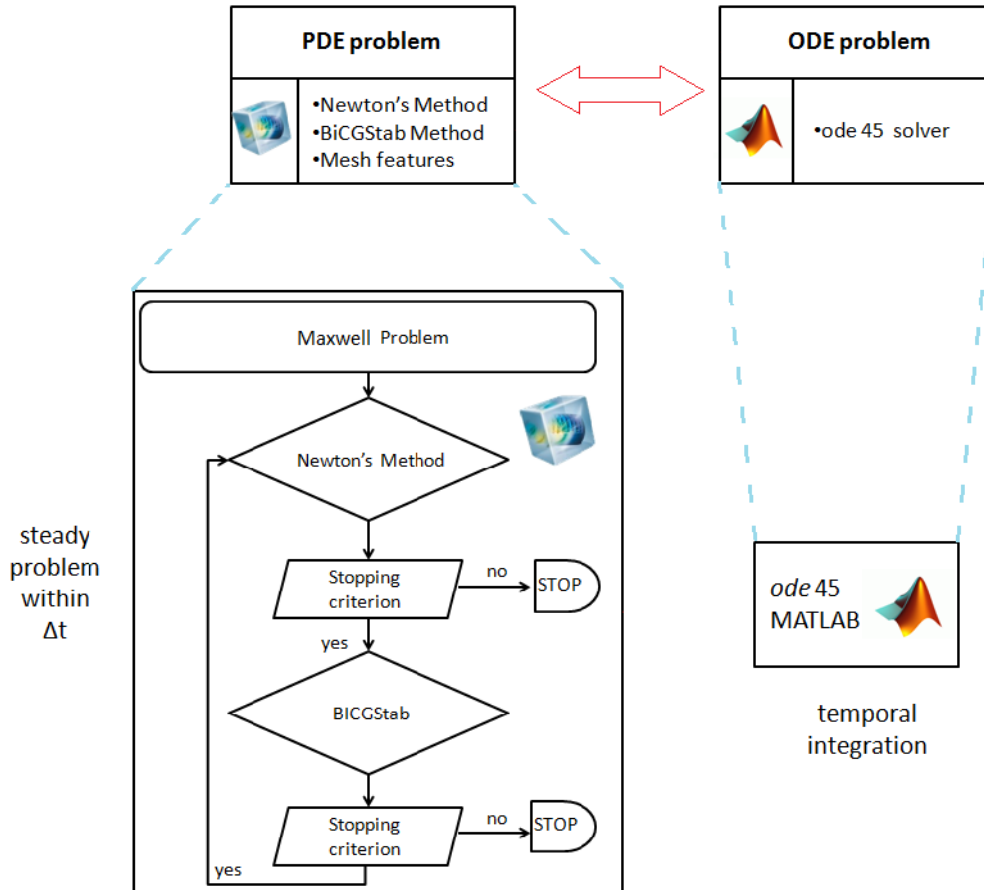 PDE problem
•Newton's Method
•BiCGStab Method
•Mesh features
ODE problem
•ode 45 solver
Maxwell Problem
Newton's Method
Stopping
criterion
no
STOP
yes
BICGStab
Stopping
criterion
no
STOP
yes
steady
problem
within
Δt
ode 45
MATLAB
temporal
integration